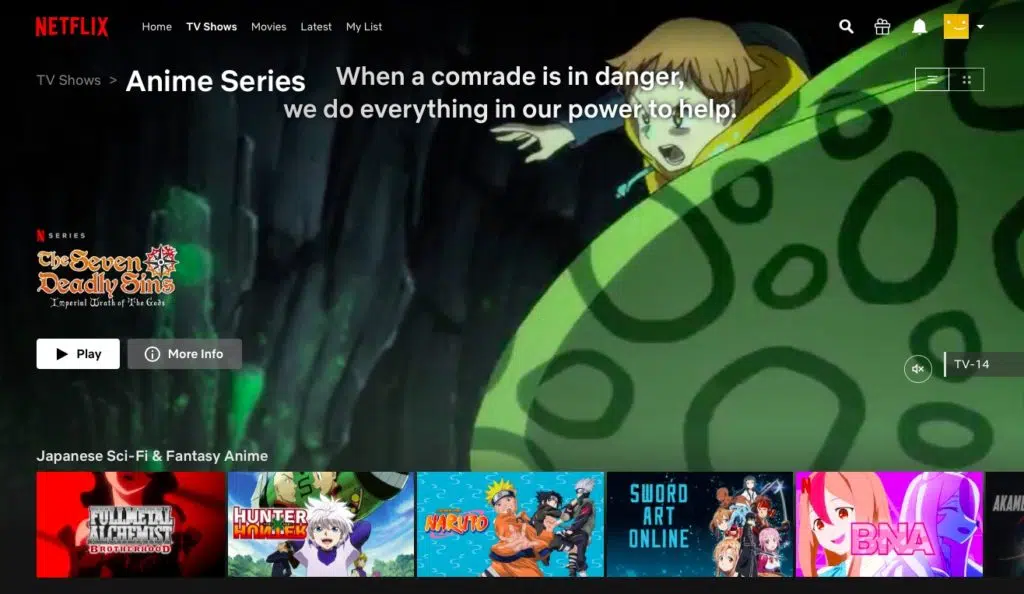 NETFLIX
Home TV Shows Movies Latest My List
TV Shows > Anime Series
When a comrade is in danger,
we do everything in our power to help.
N SERIES
The Seven
Deadly Sins
Imperial Wrath of The Gods
Play More Info
TV-14
Japanese Sci-Fi & Fantasy Anime
FULLMETAL
ALCHEMIST
BROTHERHOOD
HUNTER
HUNTER
NARUTO
SWORD
ART
ONLINE
BNA
AKAME